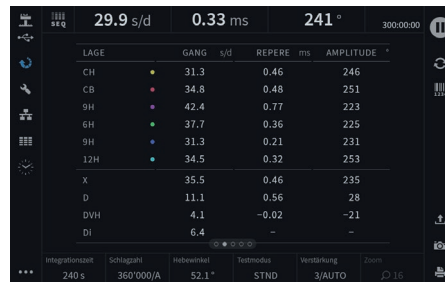 SEQ 29.9 s/d 0.33 ms 241 ° 300:00:00
LAGE GANG s/d REPERE ms AMPLITUDE °
CH 31.3 0.46 246
CB 34.8 0.48 251
9H 42.4 0.77 223
6H 37.7 0.36 225
9H 31.3 0.21 231
12H 34.5 0.32 253
X 35.5 0.46 235
D 11.1 0.56 28
DVH 4.1 −0.02 −21
Di 6.4 – –
Integrationszeit Schlagzahl Hebewinkel Testmodus Verstärkung Zoom
240 s 360'000/A 52.1° STND 3/AUTO 16